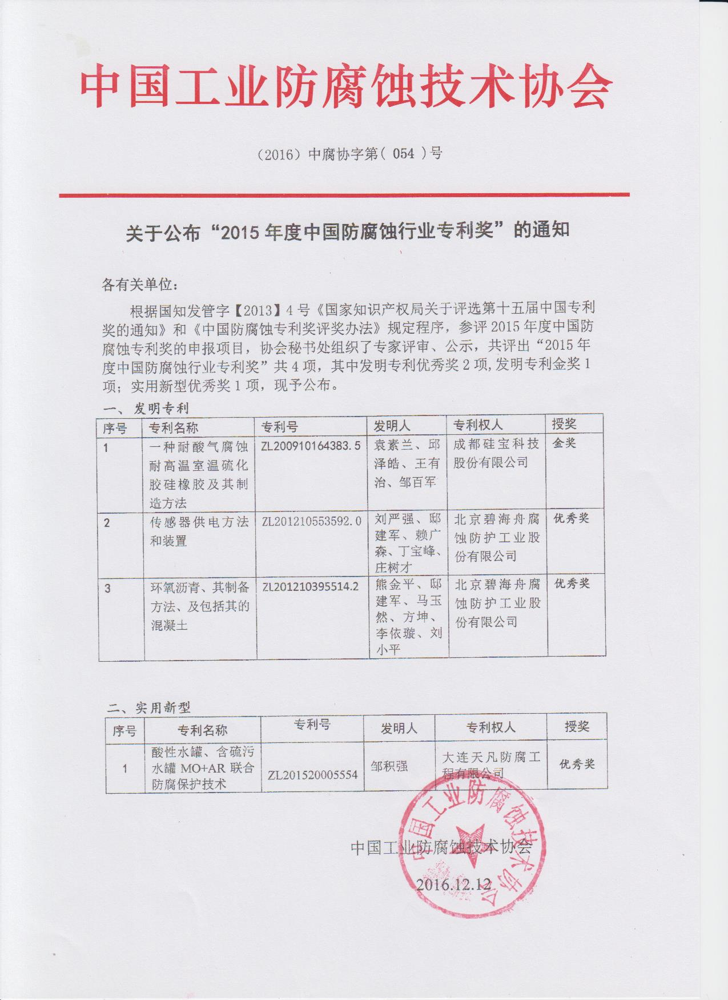 中国工业防腐蚀技术协会
（2016）中腐协字第( 054 )号
关于公布“2015 年度中国防腐蚀行业专利奖”的通知
各有关单位：
根据国知发管字【2013】4 号《国家知识产权局关于评选第十五届中国专利
奖的通知》和《中国防腐蚀专利奖评奖办法》规定程序，参评 2015 年度中国防
腐蚀专利奖的申报项目，协会秘书处组织了专家评审、公示，共评出“2015 年
度中国防腐蚀行业专利奖”共 4 项，其中发明专利优秀奖 2 项,发明专利金奖 1
项；实用新型优秀奖 1 项，现予公布。
一、发明专利
序号 专利名称 专利号 发明人 专利权人 授奖
1 一种耐酸气腐蚀 ZL200910164383.5 袁素兰、邱 成都硅宝科技 金奖
耐高温室温硫化 泽皓、王有 股份有限公司
胶硅橡胶及其制 治、邹百军
造方法
2 传感器供电方法 ZL201210553592.0 刘严强、邸 北京碧海舟腐 优秀奖
和装置 建军、赖广 蚀防护工业股
森、丁宝峰、 份有限公司
庄树才
3 环氧沥青、其制备 ZL201210395514.2 熊金平、邸 北京碧海舟腐 优秀奖
方法、及包括其的 建军、马玉 蚀防护工业股
混凝土 然、方坤、 份有限公司
李依璇、刘
小平
二、实用新型
序号 专利名称 专利号 发明人 专利权人 授奖
酸性水罐、含硫污 大连天凡防腐工
1 水罐 MO+AR 联合 ZL201520005554 邹积强 程有限公司 优秀奖
防腐保护技术
中国工业防腐蚀技术协会
2016.12.12
中国工业防腐蚀技术协会